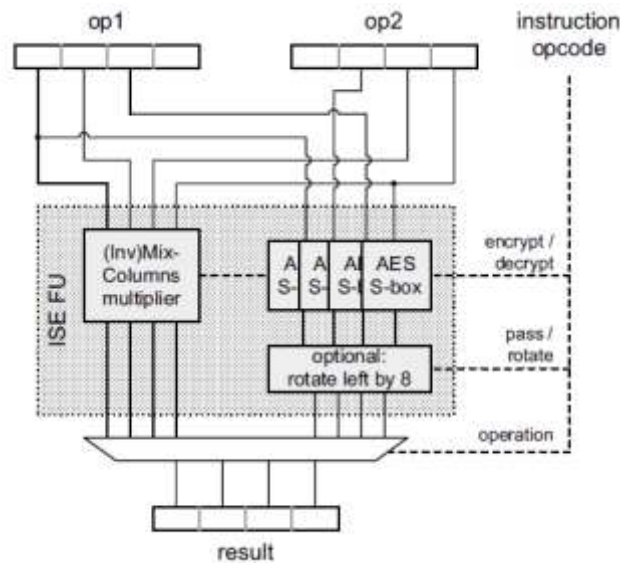 op1
op2
instruction
opcode
ISE FU
(Inv)Mix-
Columns
multiplier
AES
S-box
encrypt /
decrypt
optional:
rotate left by 8
pass /
rotate
operation
result